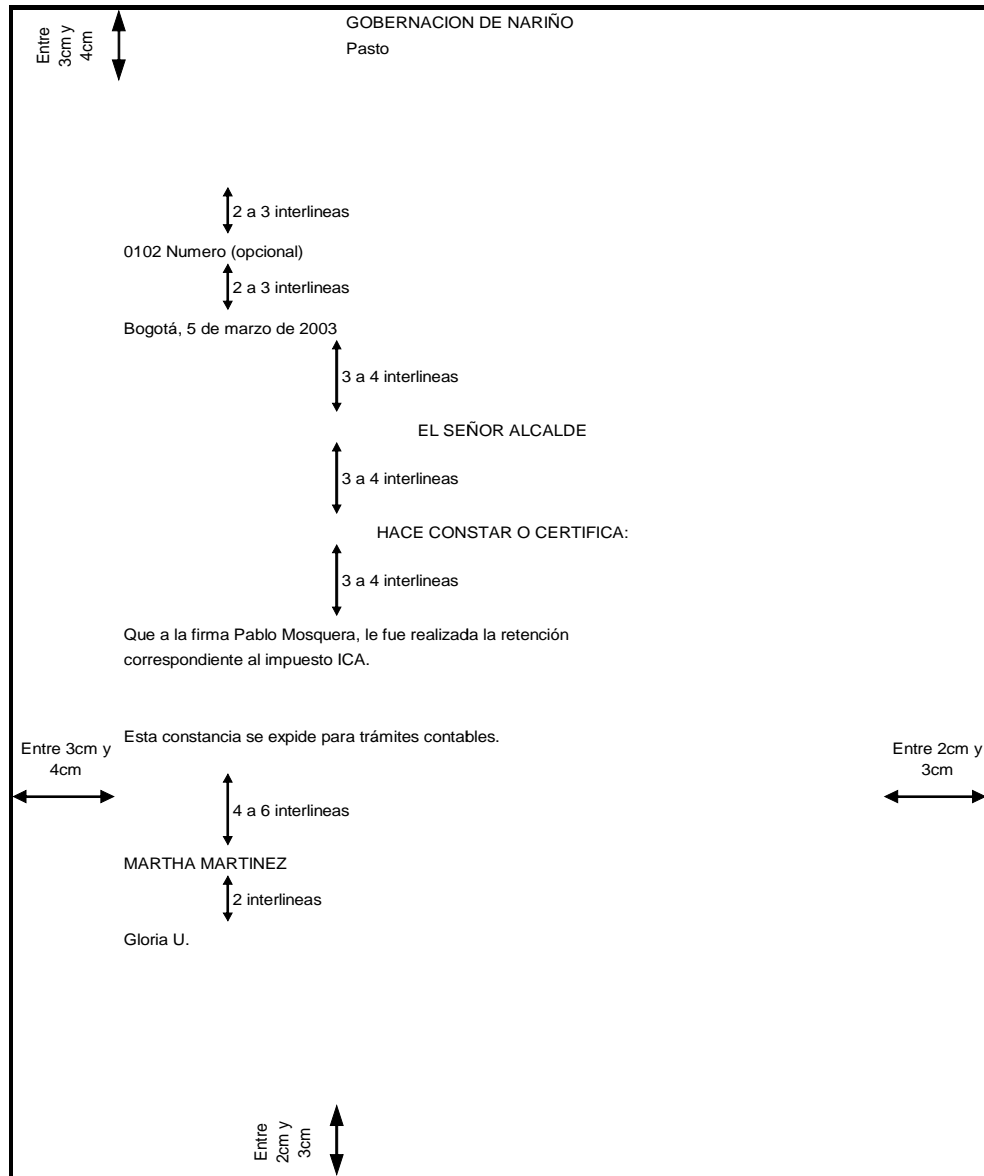 GOBERNACION DE NARIÑO
Pasto
Entre
3cm y
4cm
2 a 3 interlineas
0102 Numero (opcional)
2 a 3 interlineas
Bogotá, 5 de marzo de 2003
3 a 4 interlineas
EL SEÑOR ALCALDE
3 a 4 interlineas
HACE CONSTAR O CERTIFICA:
3 a 4 interlineas
Que a la firma Pablo Mosquera, le fue realizada la retención
correspondiente al impuesto ICA.
Esta constancia se expide para trámites contables.
Entre 3cm y
4cm
Entre 2cm y
3cm
4 a 6 interlineas
MARTHA MARTINEZ
2 interlineas
Gloria U.
Entre
2cm y
3cm